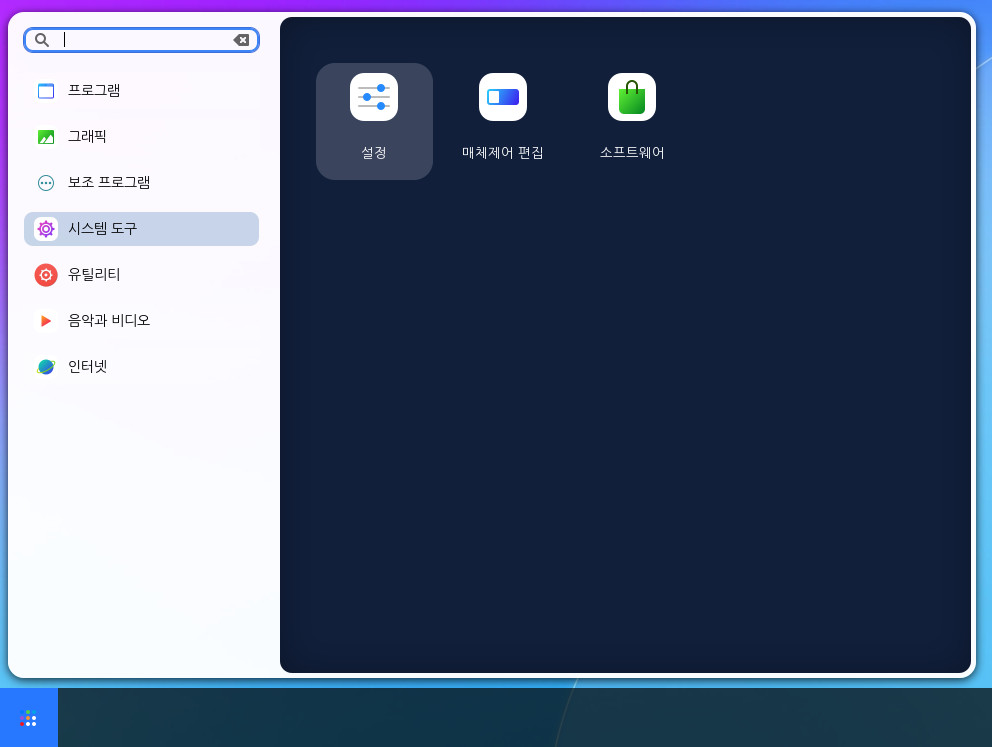 프로그램
그래픽
보조 프로그램
시스템 도구
유틸리티
음악과 비디오
인터넷
설정
매체제어 편집
소프트웨어